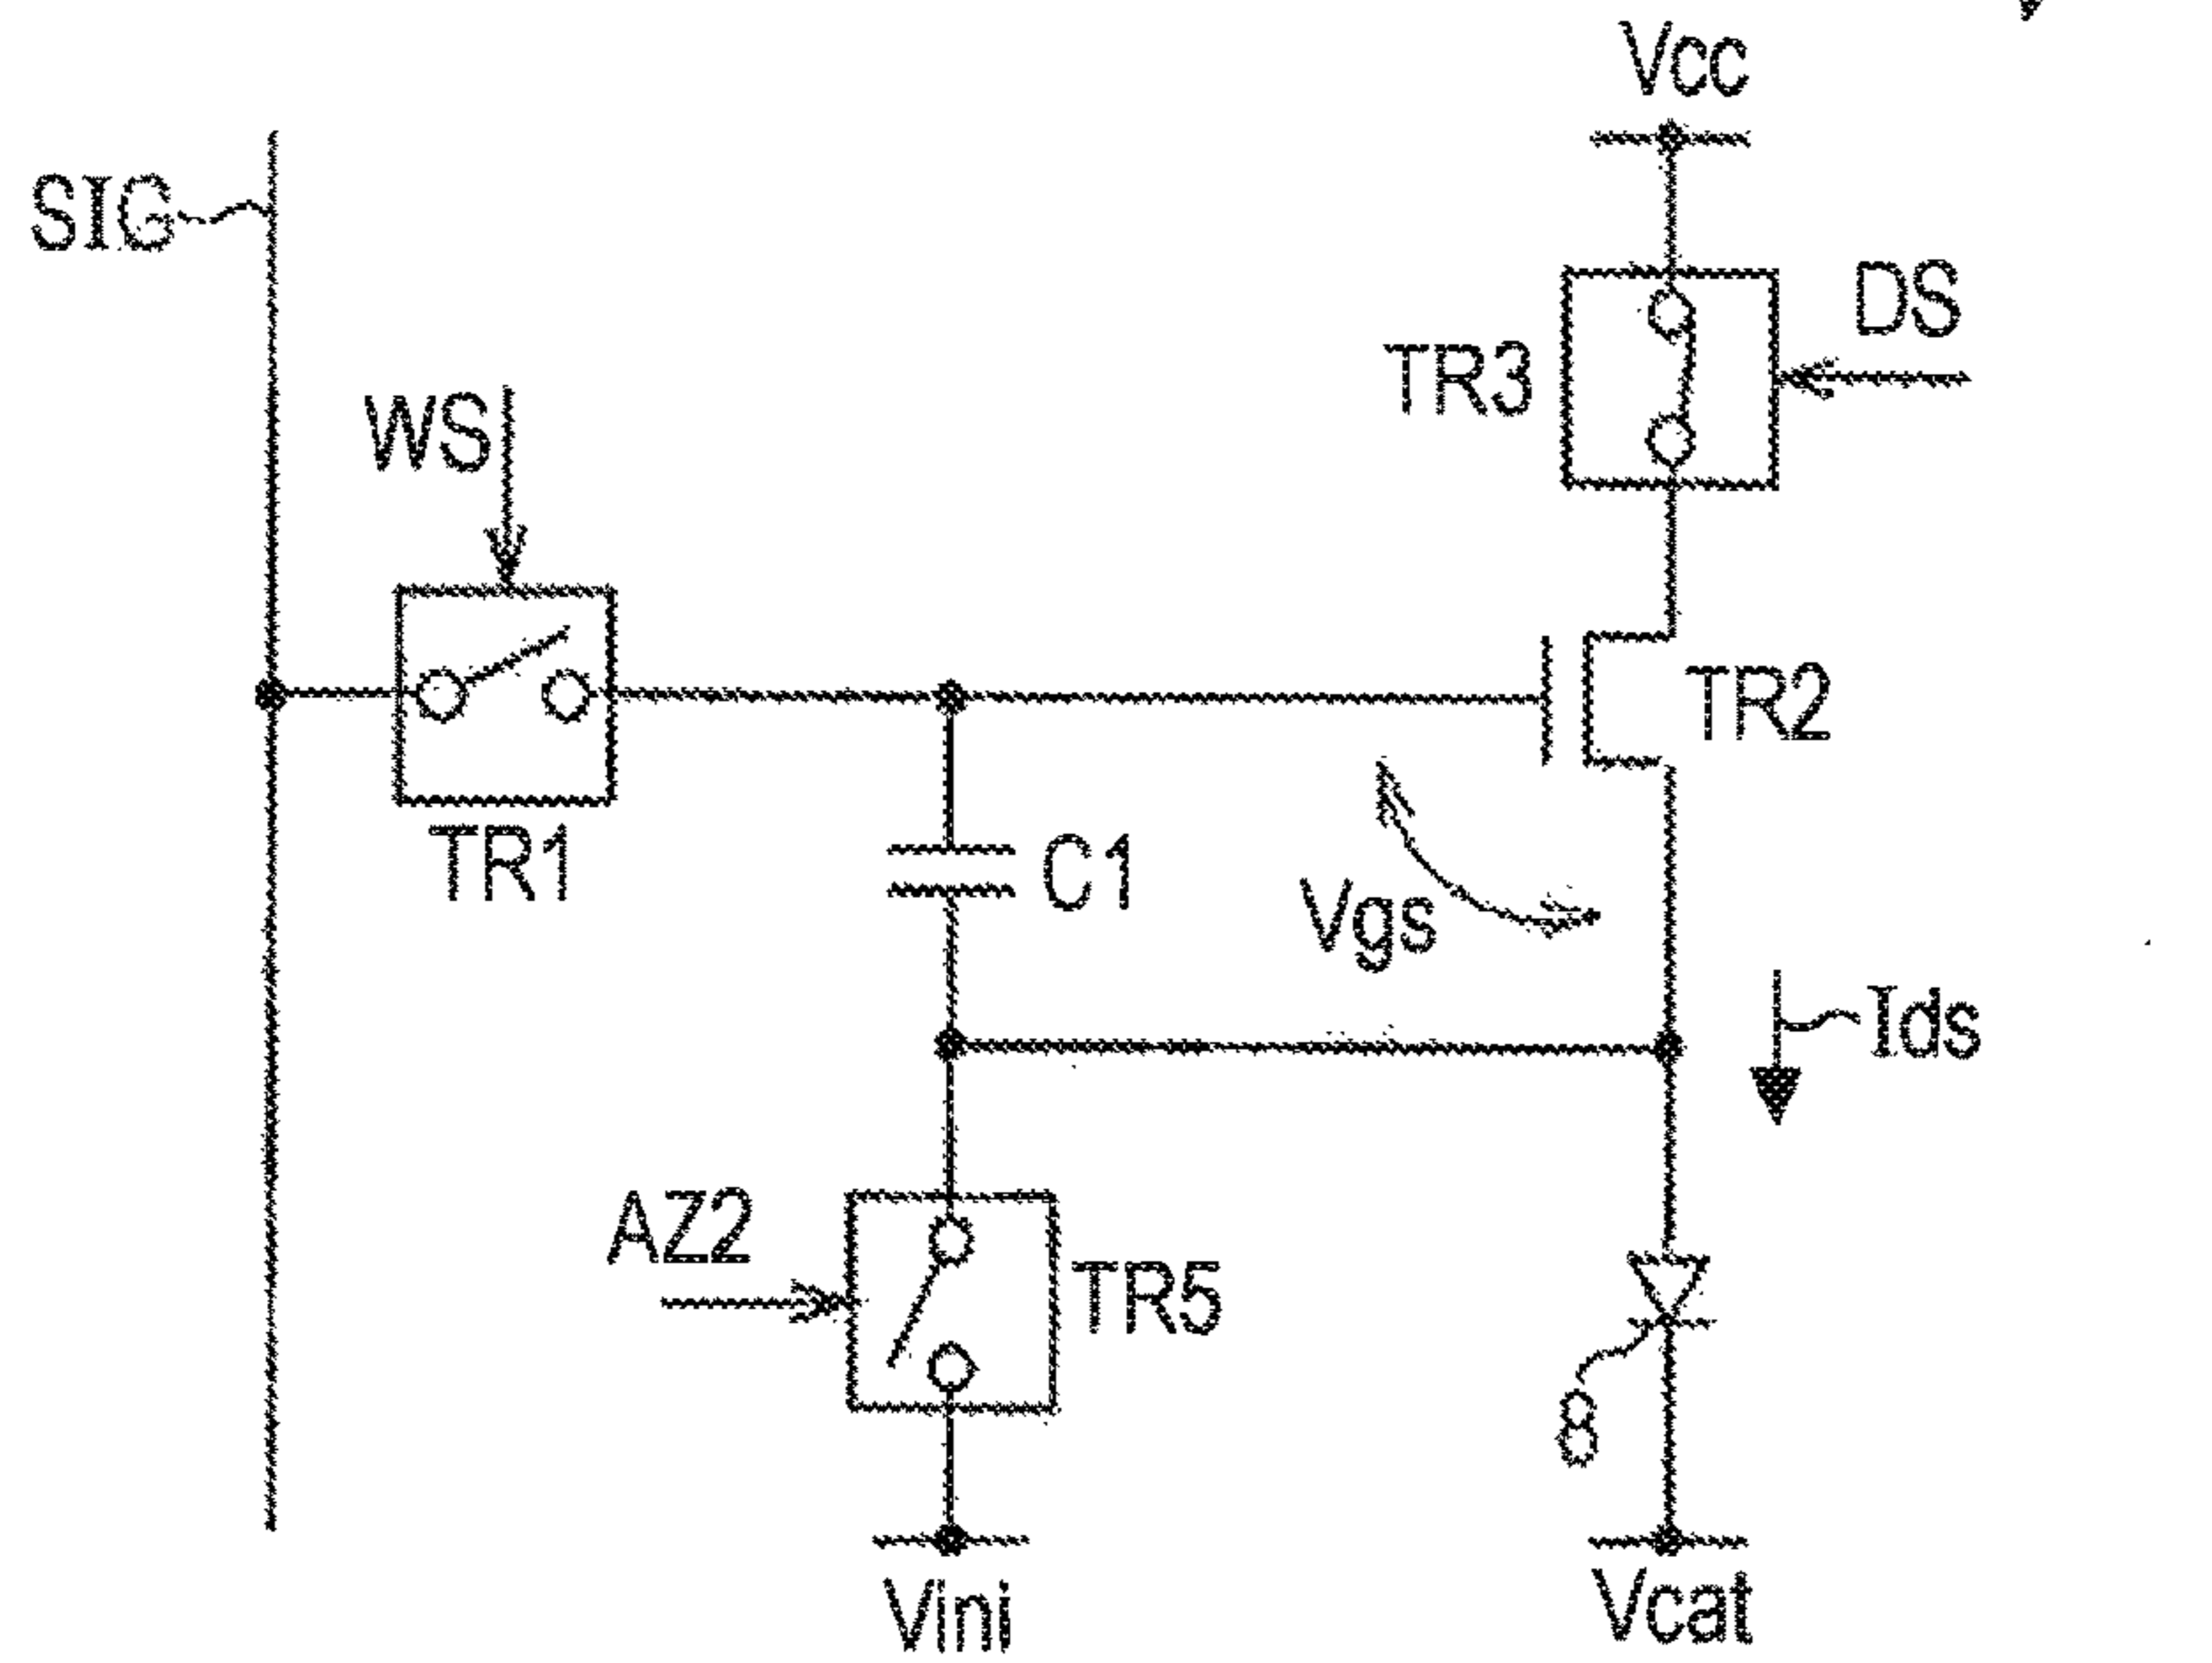 Vcc
SIG
DS
TR3
WS
TR2
TR1
C1
Vgs
Ids
AZ2
TR5
8
Vini
Vcat